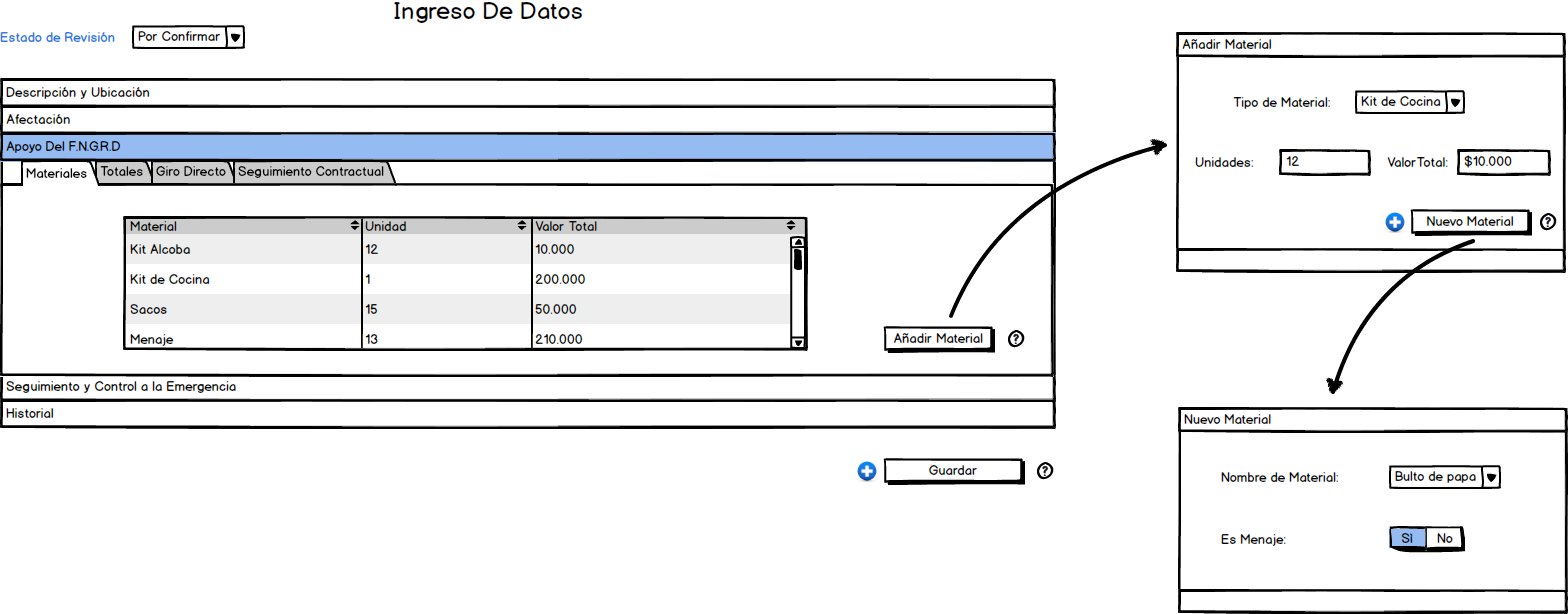 Ingreso De Datos
Estado de Revisión Por Confirmar
Descripción y Ubicación
Afectación
Apoyo Del F.N.G.R.D
Materiales Totales Giro Directo Seguimiento Contractual
Material Unidad Valor Total
Kit Alcoba 12 10.000
Kit de Cocina 1 200.000
Sacos 15 50.000
Menaje 13 210.000
Añadir Material ?
Seguimiento y Control a la Emergencia
Historial
Guardar ?
Añadir Material
Tipo de Material: Kit de Cocina
Unidades: 12 ValorTotal: $10.000
Nuevo Material ?
Nuevo Material
Nombre de Material: Bulto de papa
Es Menaje: Sì No